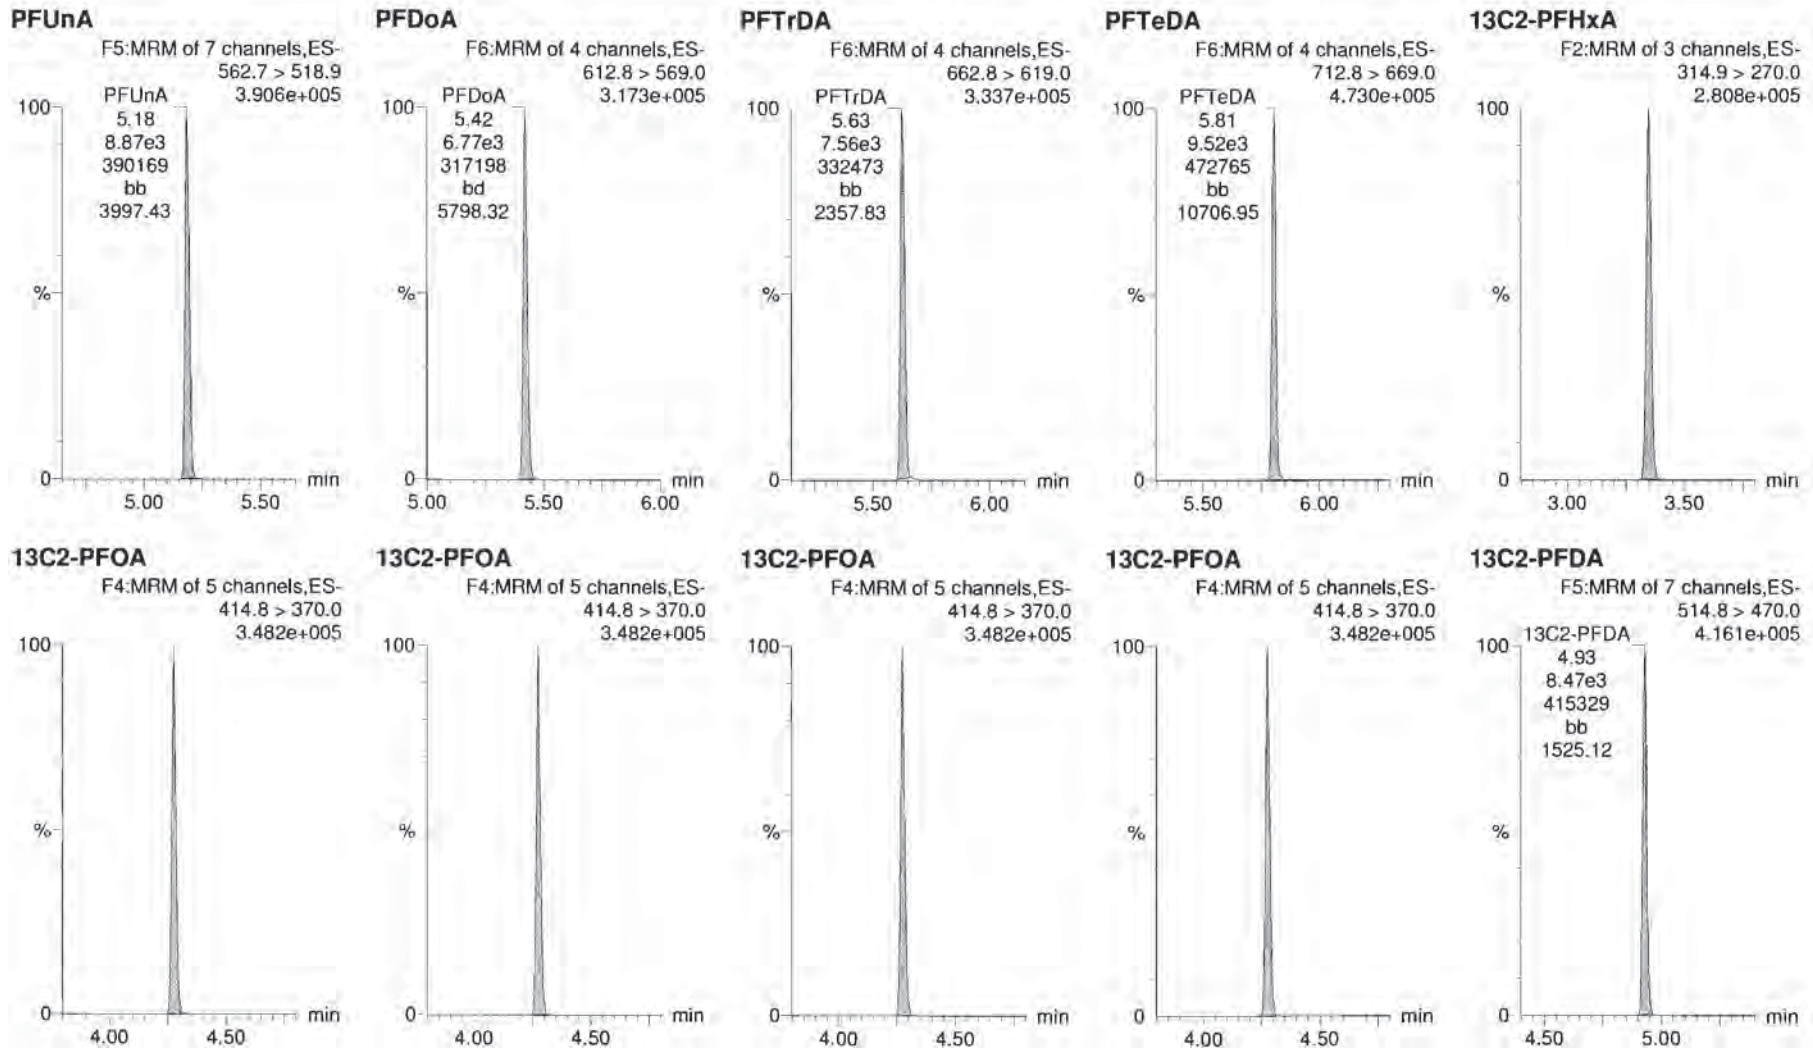 PFUnA
F5:MRM of 7 channels,ES-
562.7 > 518.9
3.906e+005
100
PFUnA
5.18
8.87e3
390169
bb
3997.43
%
0
min
5.00 5.50
PFDoA
F6:MRM of 4 channels,ES-
612.8 > 569.0
3.173e+005
100
PFDoA
5.42
6.77e3
317198
bd
5798.32
%
0
min
5.00 5.50 6.00
PFTrDA
F6:MRM of 4 channels,ES-
662.8 > 619.0
3.337e+005
100
PFTrDA
5.63
7.56e3
332473
bb
2357.83
%
0
min
5.50 6.00
PFTeDA
F6:MRM of 4 channels,ES-
712.8 > 669.0
4.730e+005
100
PFTeDA
5.81
9.52e3
472765
bb
10706.95
%
0
min
5.50 6.00
13C2-PFHxA
F2:MRM of 3 channels,ES-
314.9 > 270.0
2.808e+005
100
%
0
min
3.00 3.50
13C2-PFOA
F4:MRM of 5 channels,ES-
414.8 > 370.0
3.482e+005
100
%
0
min
4.00 4.50
13C2-PFOA
F4:MRM of 5 channels,ES-
414.8 > 370.0
3.482e+005
100
%
0
min
4.00 4.50
13C2-PFOA
F4:MRM of 5 channels,ES-
414.8 > 370.0
3.482e+005
100
%
0
min
4.00 4.50
13C2-PFOA
F4:MRM of 5 channels,ES-
414.8 > 370.0
3.482e+005
100
%
0
min
4.00 4.50
13C2-PFDA
F5:MRM of 7 channels,ES-
514.8 > 470.0
4.161e+005
100
13C2-PFDA
4.93
8.47e3
415329
bb
1525.12
%
0
min
4.50 5.00